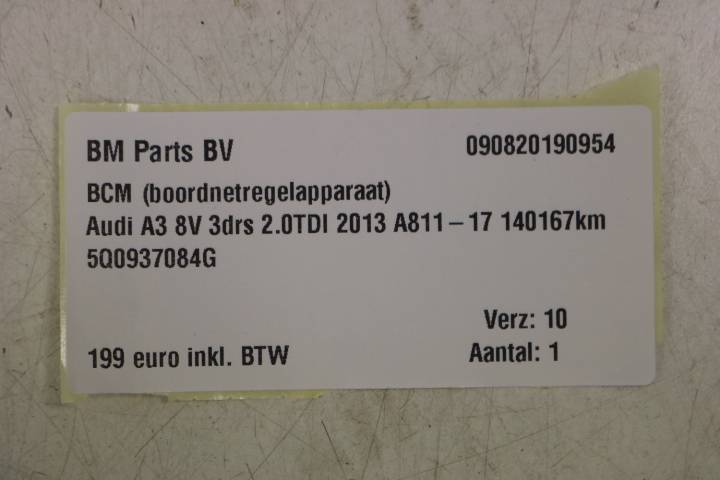 BM Parts BV 090820190954
BCM (boordnetregelapparaat)
Audi A3 8V 3drs 2.0TDI 2013 A811-17 140167km
5Q0937084G
Verz: 10
199 euro inkl. BTW Aantal: 1